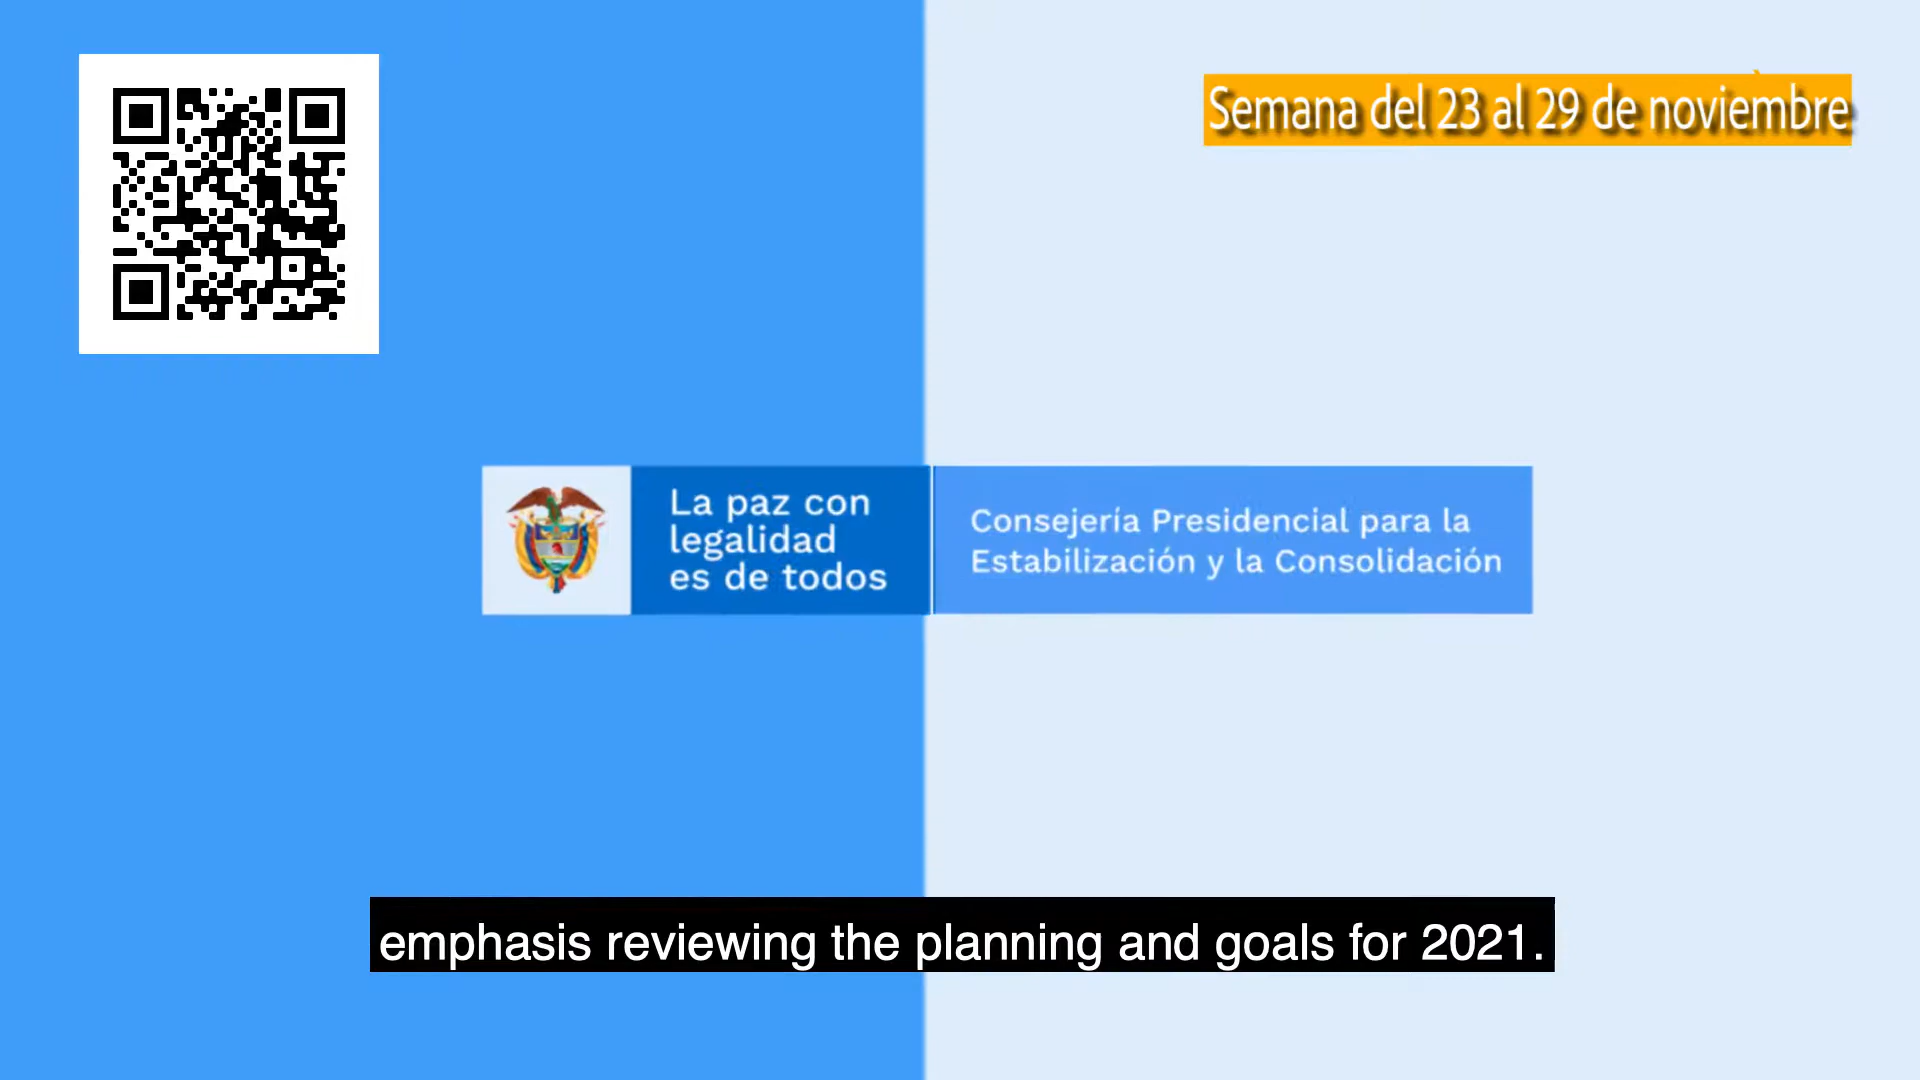 Semana del 23 al 29 de noviembre
La paz con
legalidad
es de todos
Consejería Presidencial para la
Estabilización y la Consolidación
emphasis reviewing the planning and goals for 2021.